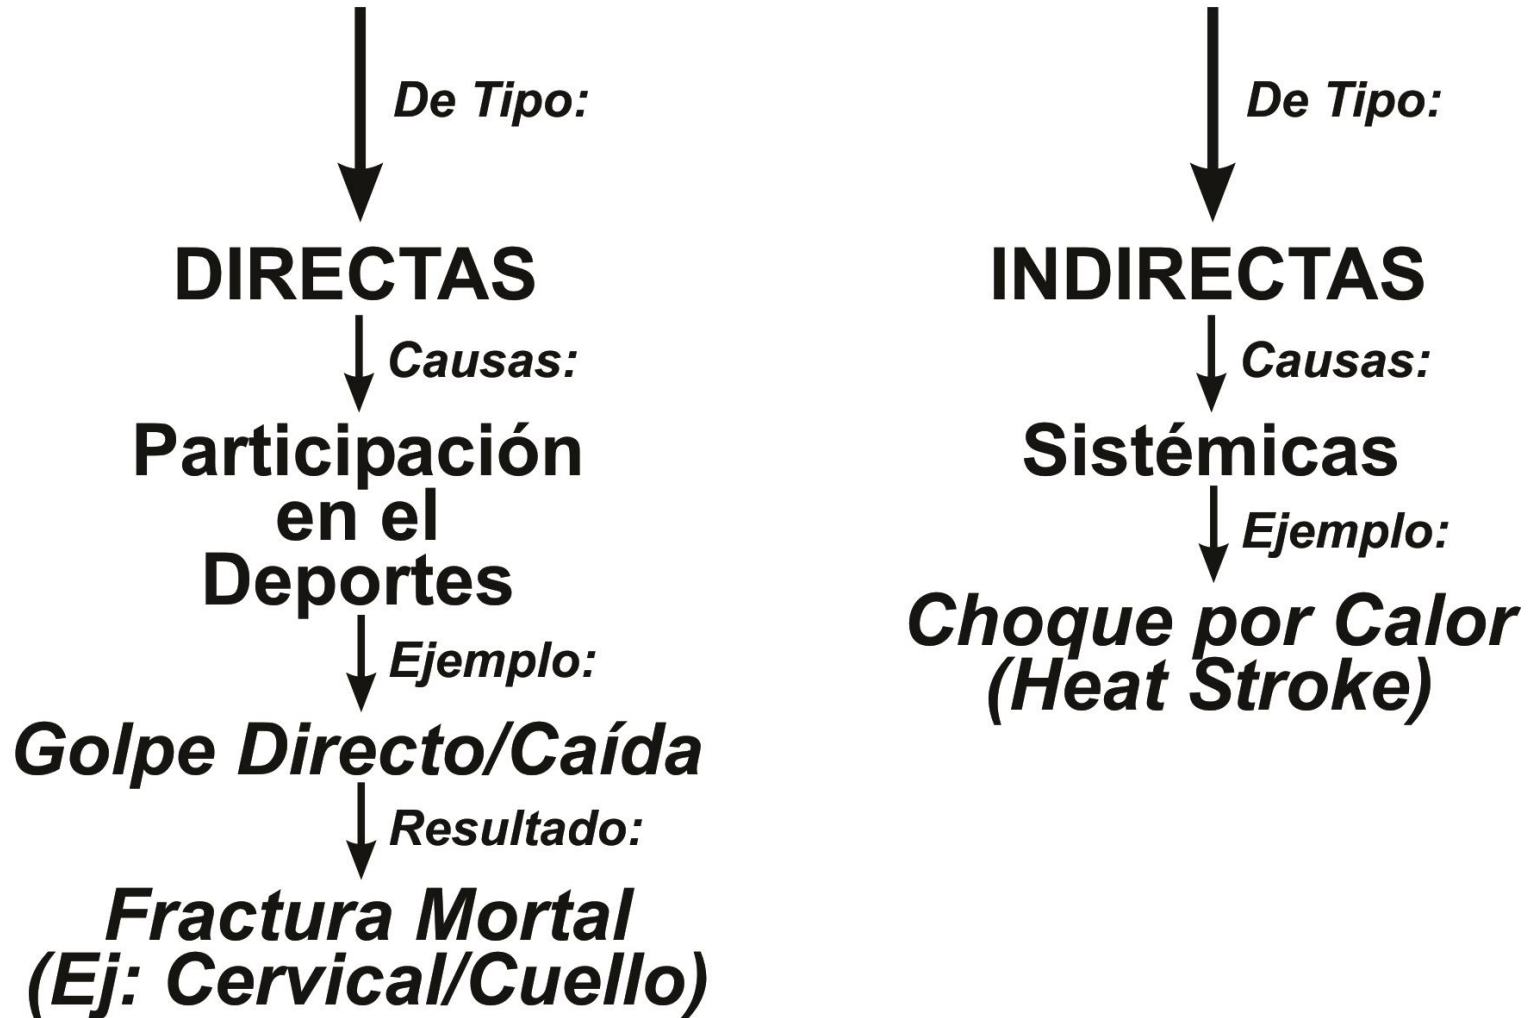 De Tipo:
DIRECTAS
Causas:
Participación
en el
Deportes
Ejemplo:
Golpe Directo/Caída
Resultado:
Fractura Mortal
(Ej: Cervical/Cuello)
De Tipo:
INDIRECTAS
Causas:
Sistémicas
Ejemplo:
Choque por Calor
(Heat Stroke)